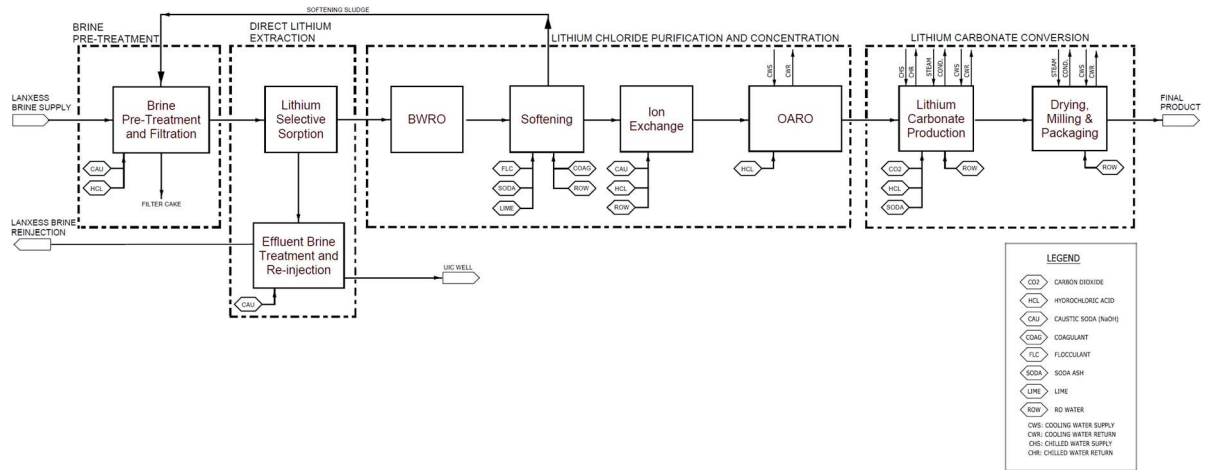 SOFTENING SLUDGE
BRINE
PRE-TREATMENT
DIRECT LITHIUM
EXTRACTION
LITHIUM CHLORIDE PURIFICATION AND CONCENTRATION
LITHIUM CARBONATE CONVERSION
CWS
CWR
CHS
CHR
STEAM
COND.
CWS
CWR
STEAM
COND.
CWS
CWR
LANXESS
BRINE SUPPLY
Brine
Pre-Treatment
and Filtration
Lithium
Selective
Sorption
BWRO
Softening
Ion
Exchange
OARO
Lithium
Carbonate
Production
Drying,
Milling &
Packaging
FINAL
PRODUCT
CAU
HCL
FILTER CAKE
FLC
SODA
LIME
COAG
ROW
CAU
HCL
ROW
HCL
CO2
HCL
SODA
ROW
ROW
LANXESS BRINE
REINJECTION
Effluent Brine
Treatment and
Re-injection
UIC WELL
CAU
LEGEND
CO2 CARBON DIOXIDE
HCL HYDROCHLORIC ACID
CAU CAUSTIC SODA (NaOH)
COAG COAGULANT
FLC FLOCCULANT
SODA SODA ASH
LIME LIME
ROW RO WATER
CWS: COOLING WATER SUPPLY
CWR: COOLING WATER RETURN
CHS: CHILLED WATER SUPPLY
CHR: CHILLED WATER RETURN